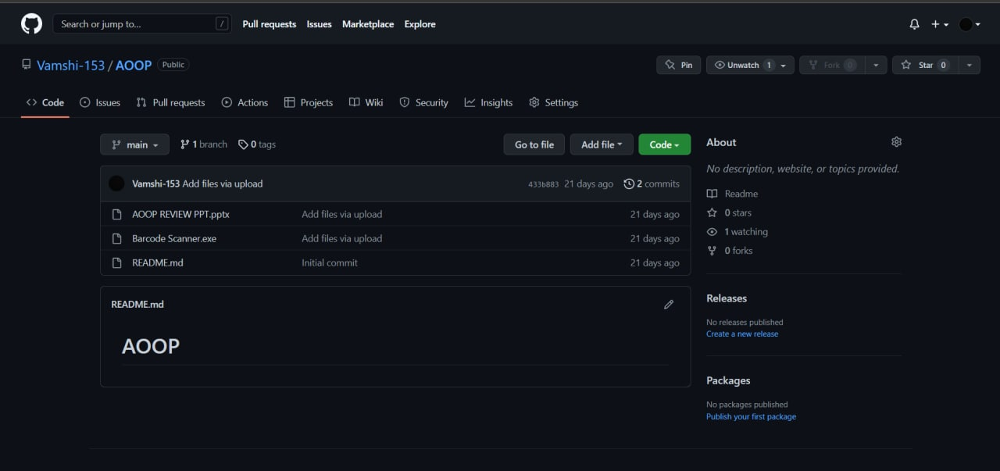 Search or jump to... / Pull requests Issues Marketplace Explore
Vamshi-153 / AOOP Public Pin Unwatch 1 Fork 0 Star 0
Code Issues Pull requests Actions Projects Wiki Security Insights Settings
main 1 branch 0 tags Go to file Add file Code
Vamshi-153 Add files via upload 433b883 21 days ago 2 commits
AOOP REVIEW PPT.pptx Add files via upload 21 days ago
Barcode Scanner.exe Add files via upload 21 days ago
README.md Initial commit 21 days ago
README.md
AOOP
About
No description, website, or topics provided.
Readme
0 stars
1 watching
0 forks
Releases
No releases published
Create a new release
Packages
No packages published
Publish your first package